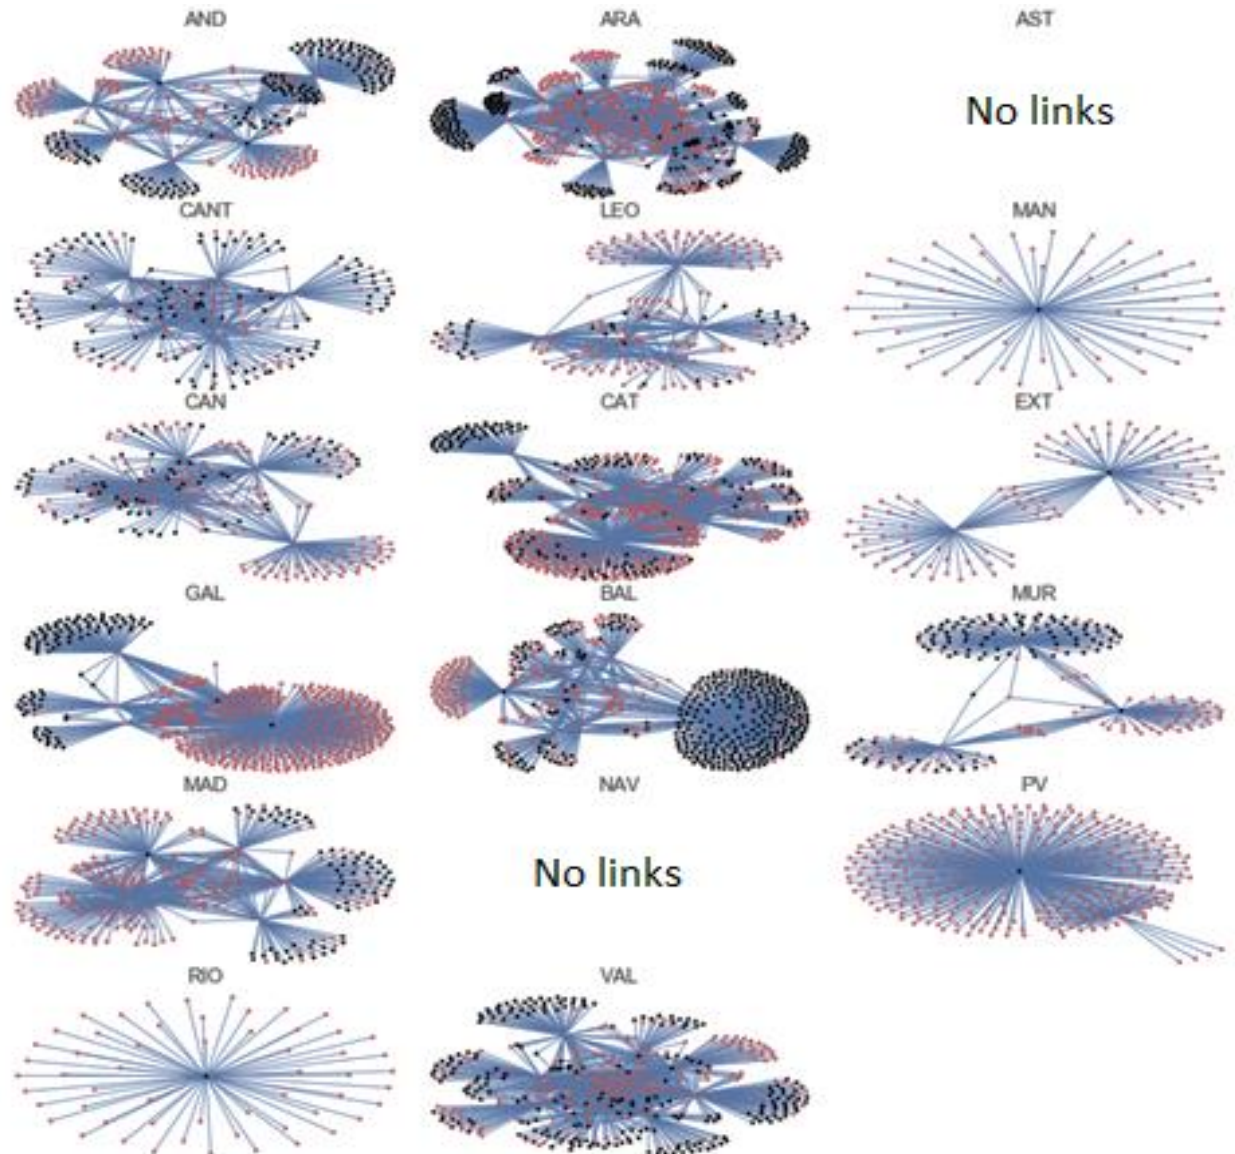 AND ARA AST
No links
CANT LEO MAN
CAN CAT EXT
GAL BAL MUR
MAD NAV PV
No links
RIO VAL